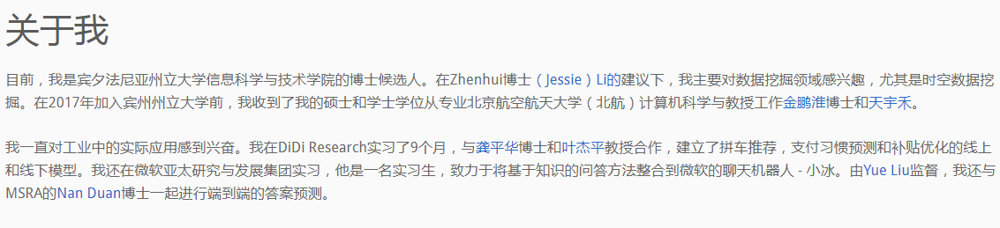 关于我
目前，我是宾夕法尼亚州立大学信息科学与技术学院的博士候选人。在Zhenhui博士（Jessie）Li的建议下，我主要对数据挖掘领域感兴趣，尤其是时空数据挖
掘。在2017年加入宾州州立大学前，我收到了我的硕士和学士学位从专业北京航空航天大学（北航）计算机科学与教授工作金鹏淮博士和天宇禾。
我一直对工业中的实际应用感到兴奋。我在DiDi Research实习了9个月，与龚平华博士和叶杰平教授合作，建立了拼车推荐，支付习惯预测和补贴优化的线上
和线下模型。我还在微软亚太研究与发展集团实习，他是一名实习生，致力于将基于知识的问答方法整合到微软的聊天机器人 - 小冰。由Yue Liu监督，我还与
MSRA的Nan Duan博士一起进行端到端的答案预测。